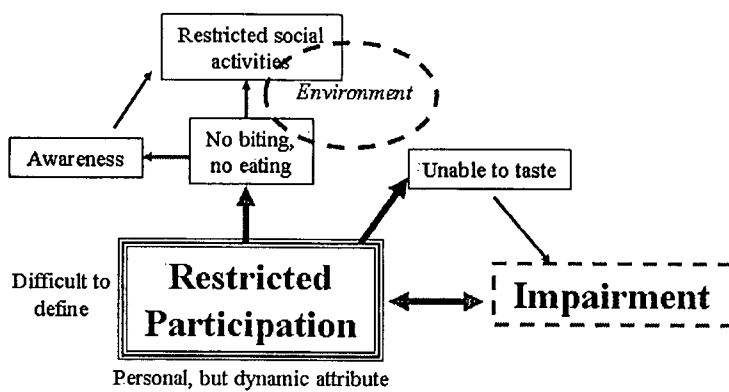 Restricted social
activities
Environment
No biting,
no eating
Awareness
Unable to taste
Difficult to
define
Restricted
Participation
Impairment
Personal, but dynamic attribute